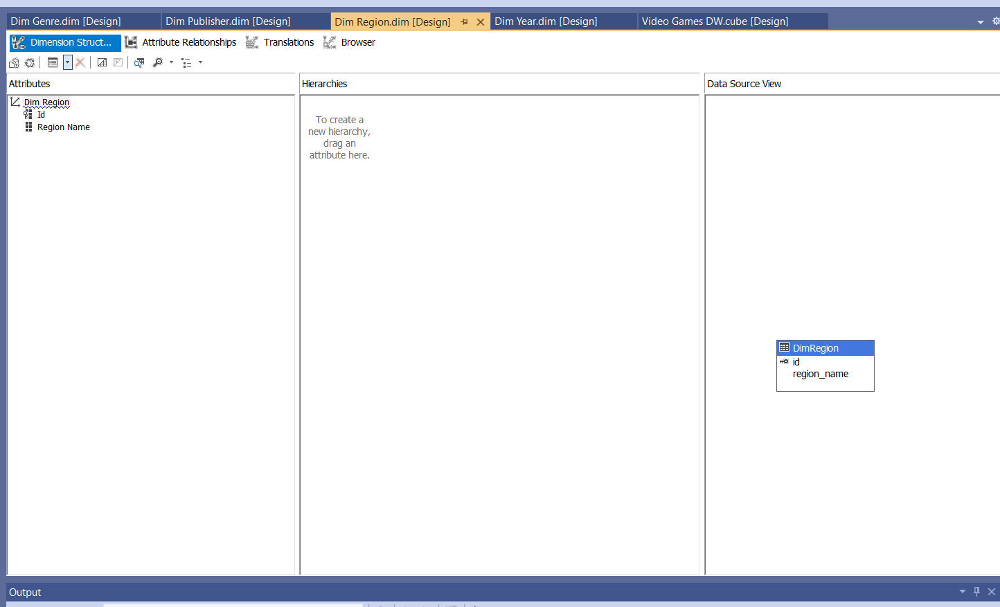 Dim Genre.dim [Design]
Dim Publisher.dim [Design]
Dim Region.dim [Design]
Dim Year.dim [Design]
Video Games DW.cube [Design]
Dimension Struct...
Attribute Relationships
Translations
Browser
Attributes
Hierarchies
Data Source View
Dim Region
Id
Region Name
To create a
new hierarchy,
drag an
attribute here.
DimRegion
id
region_name
Output